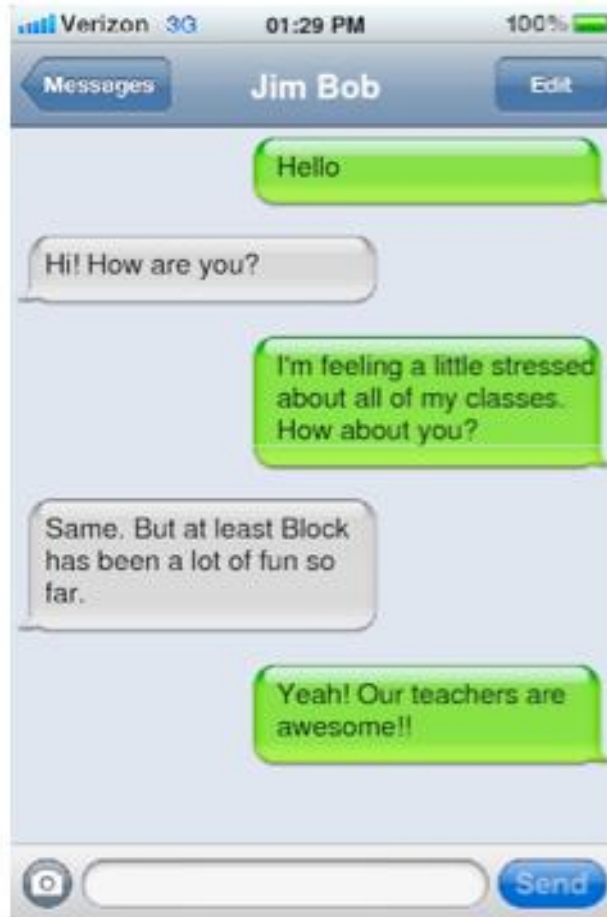 Verizon 3G 01:29 PM 100%
Messages Jim Bob Edit
Hello
Hi! How are you?
I'm feeling a little stressed
about all of my classes.
How about you?
Same. But at least Block
has been a lot of fun so
far.
Yeah! Our teachers are
awesome!!
Send